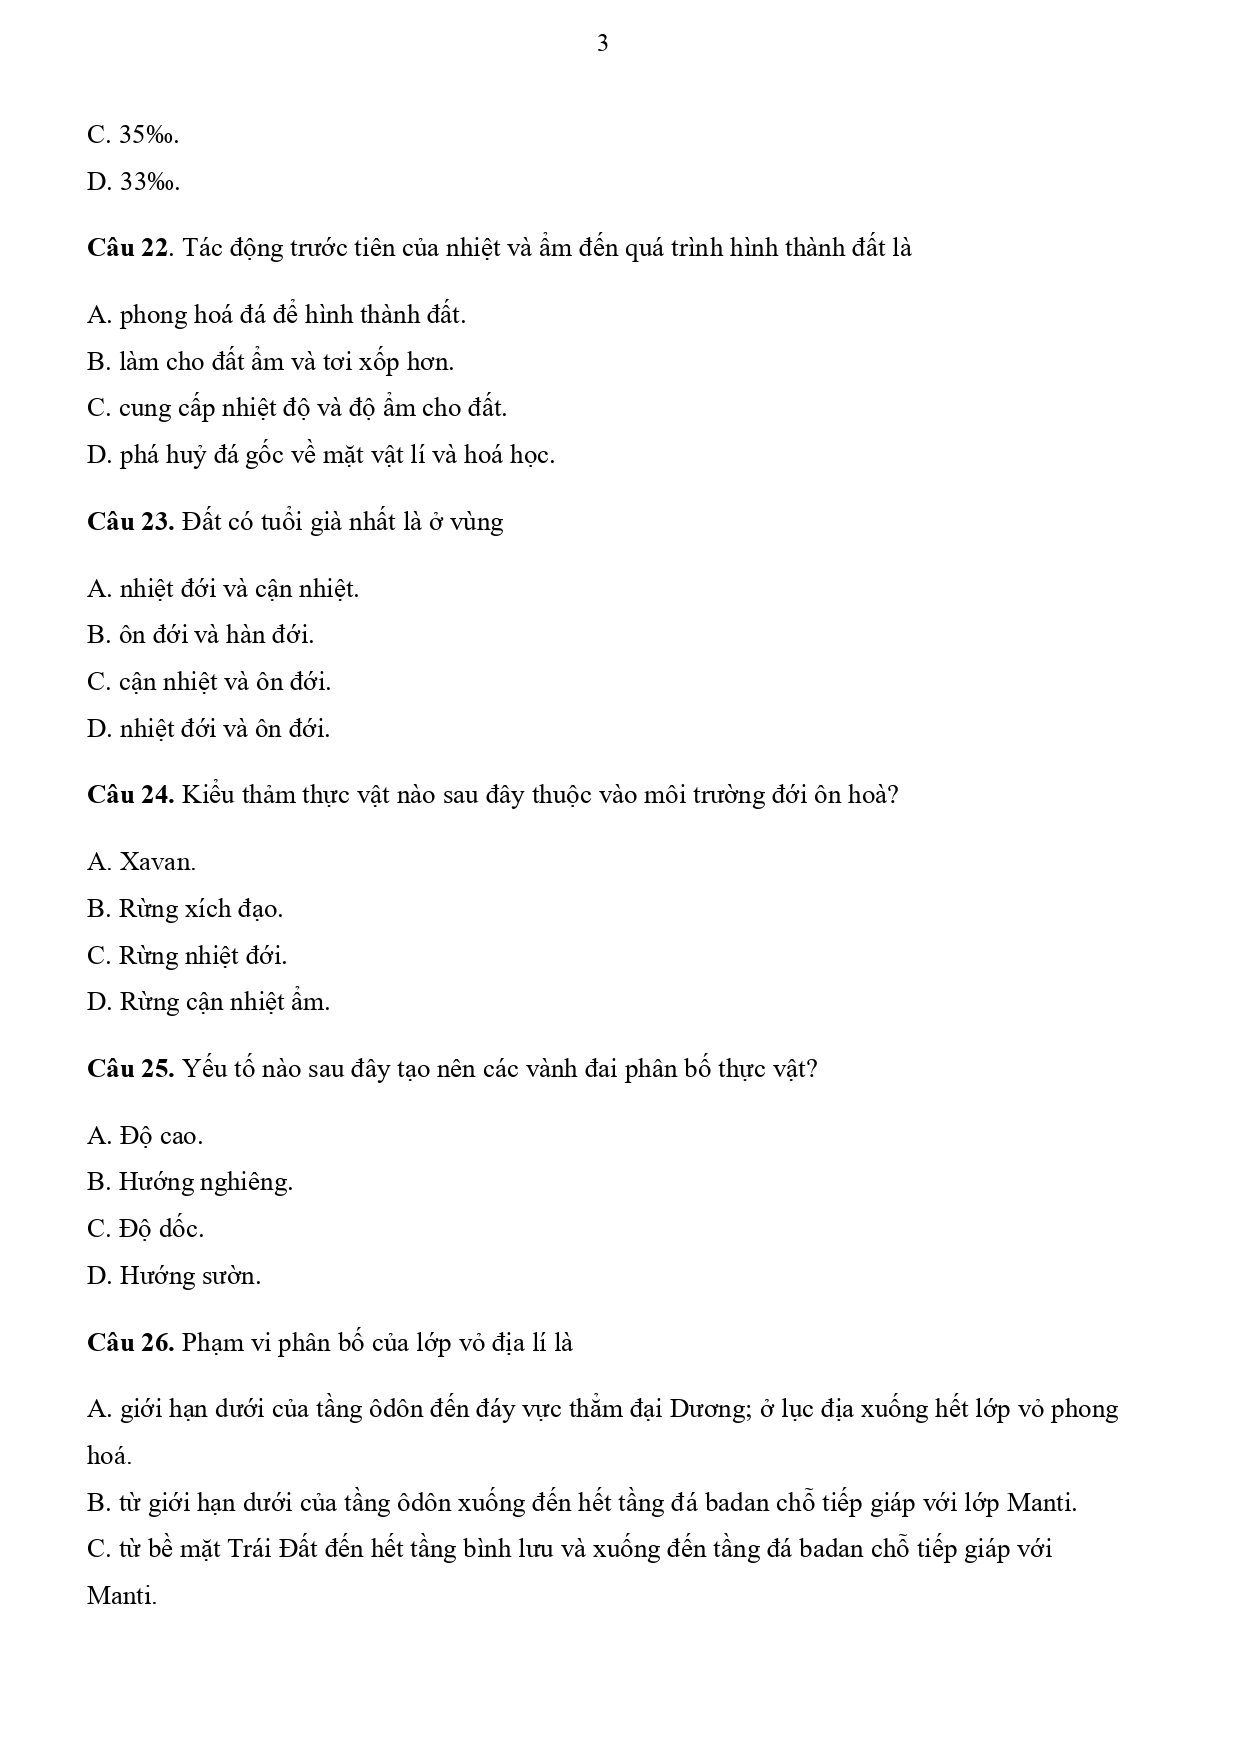 3
C. 35‰.
D. 33‰.
Câu 22. Tác động trước tiên của nhiệt và ẩm đến quá trình hình thành đất là
A. phong hoá đá để hình thành đất.
B. làm cho đất ẩm và tơi xốp hơn.
C. cung cấp nhiệt độ và độ ẩm cho đất.
D. phá huỷ đá gốc về mặt vật lí và hoá học.
Câu 23. Đất có tuổi già nhất là ở vùng
A. nhiệt đới và cận nhiệt.
B. ôn đới và hàn đới.
C. cận nhiệt và ôn đới.
D. nhiệt đới và ôn đới.
Câu 24. Kiểu thảm thực vật nào sau đây thuộc vào môi trường đới ôn hoà?
A. Xavan.
B. Rừng xích đạo.
C. Rừng nhiệt đới.
D. Rừng cận nhiệt ẩm.
Câu 25. Yếu tố nào sau đây tạo nên các vành đai phân bố thực vật?
A. Độ cao.
B. Hướng nghiêng.
C. Độ dốc.
D. Hướng sườn.
Câu 26. Phạm vi phân bố của lớp vỏ địa lí là
A. giới hạn dưới của tầng ôdôn đến đáy vực thẳm đại Dương; ở lục địa xuống hết lớp vỏ phong
hoá.
B. từ giới hạn dưới của tầng ôdôn xuống đến hết tầng đá badan chỗ tiếp giáp với lớp Manti.
C. từ bề mặt Trái Đất đến hết tầng bình lưu và xuống đến tầng đá badan chỗ tiếp giáp với
Manti.